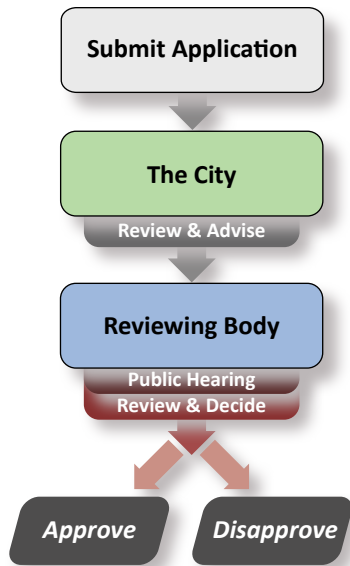 Submit Application
The City
Review & Advise
Reviewing Body
Public Hearing
Review & Decide
Approve
Disapprove